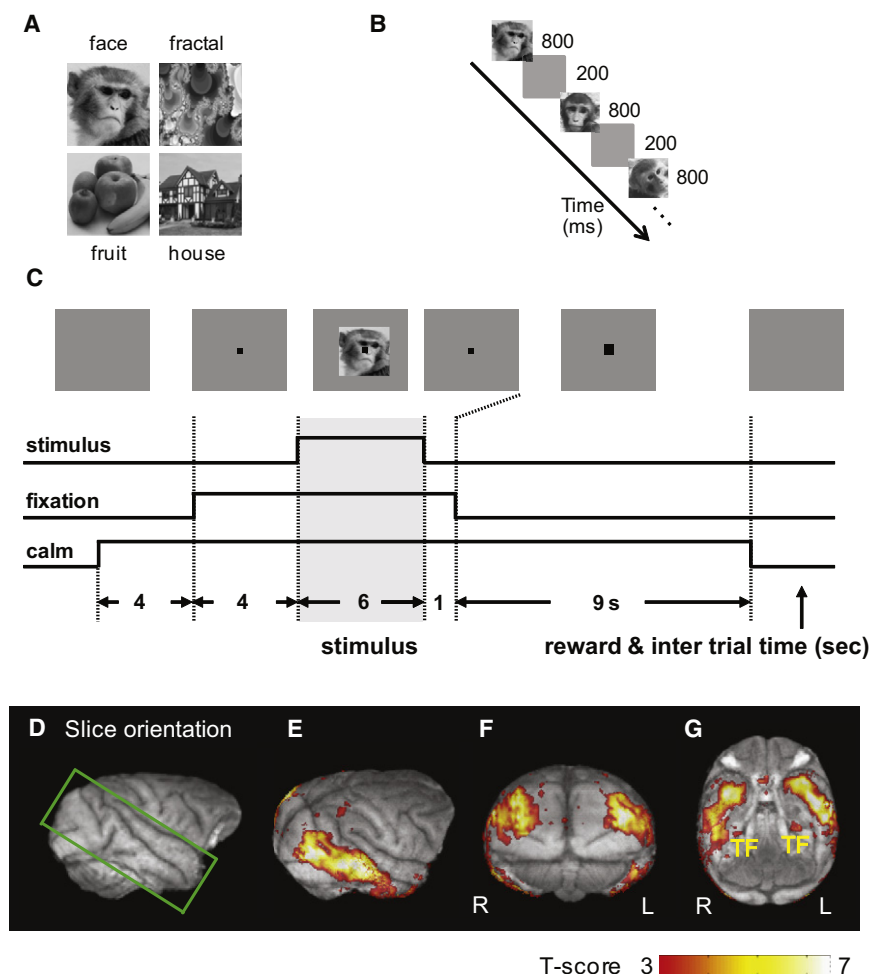 A
face fractal
fruit house
B
800
200
800
200
800
Time
(ms)
C
stimulus
fixation
calm
4 4 6 1 9 s
stimulus reward & inter trial time (sec)
D Slice orientation E F G
TF TF
R L R L
T-score 3 7